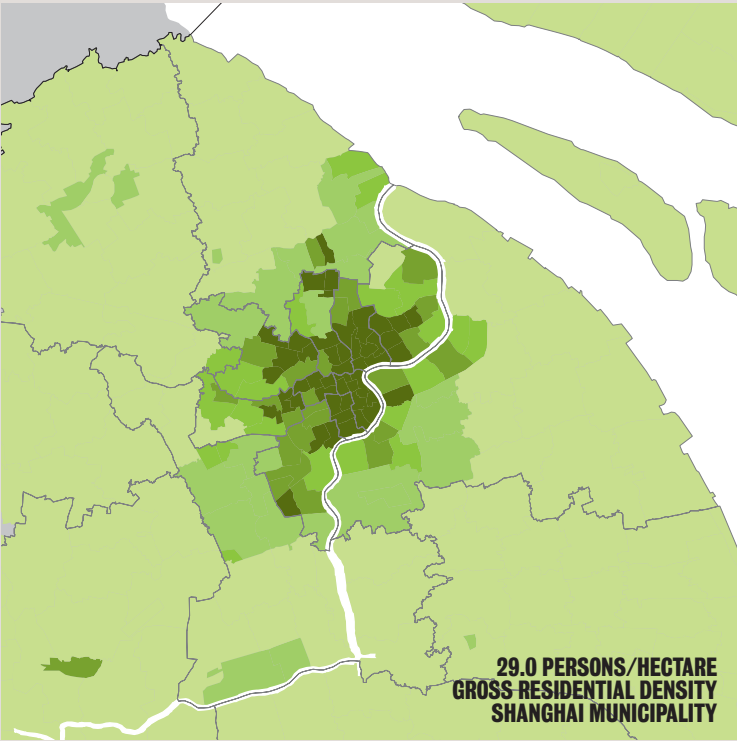 29.0 PERSONS/HECTARE
GROSS RESIDENTIAL DENSITY
SHANGHAI MUNICIPALITY